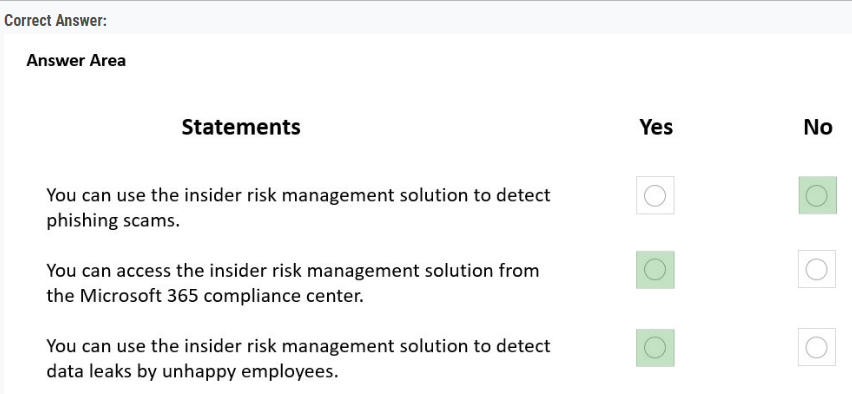 Correct Answer:
Answer Area
Statements Yes No
You can use the insider risk management solution to detect
phishing scams.
You can access the insider risk management solution from
the Microsoft 365 compliance center.
You can use the insider risk management solution to detect
data leaks by unhappy employees.